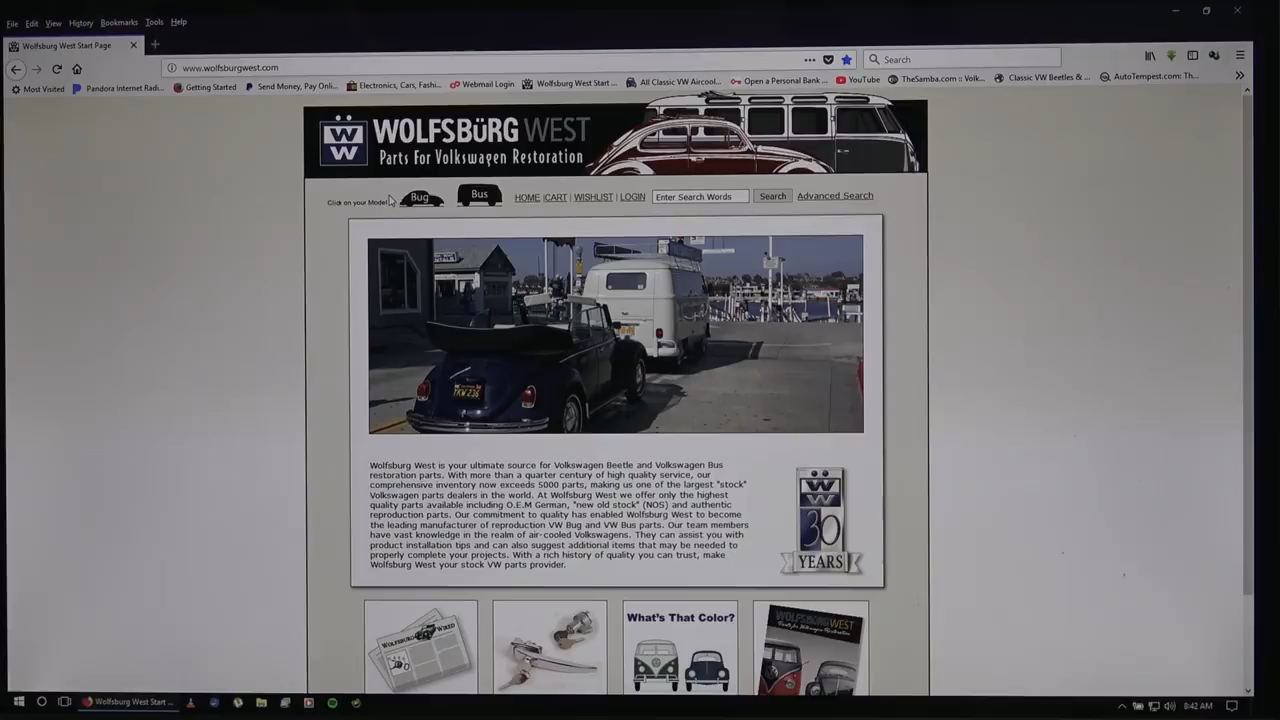 File Edit View History Bookmarks Tools Help
Wolfsburg West Start Page
www.wolfsburgwest.com
Search
Most Visited Pandora Internet Radi... Getting Started Send Money, Pay Onli... Electronics, Cars, Fashi... Webmail Login Wolfsburg West Start ... All Classic VW Aircool... Open a Personal Bank ... YouTube TheSamba.com :: Volk... Classic VW Beetles & ... AutoTempest.com: Th...
WOLFSBÜRG WEST
Parts For Volkswagen Restoration
Click on your Model Bug Bus HOME |CART | WISHLIST | LOGIN Enter Search Words Search Advanced Search
Wolfsburg West is your ultimate source for Volkswagen Beetle and Volkswagen Bus
restoration parts. With more than a quarter century of high quality service, our
comprehensive inventory now exceeds 5000 parts, making us one of the largest "stock"
Volkswagen parts dealers in the world. At Wolfsburg West we offer only the highest
quality parts available including O.E.M German, "new old stock" (NOS) and authentic
reproduction parts. Our commitment to quality has enabled Wolfsburg West to become
the leading manufacturer of reproduction VW Bug and VW Bus parts. Our team members
have vast knowledge in the realm of air-cooled Volkswagens. They can assist you with
product installation tips and can also suggest additional items that may be needed to
properly complete your projects. With a rich history of quality you can trust, make
Wolfsburg West your stock VW parts provider.
30
YEARS
WOLFSBURG WIRED
What's That Color?
WOLFSBURG WEST
Parts for Volkswagen Restoration
Wolfsburg West Start ...
8:42 AM